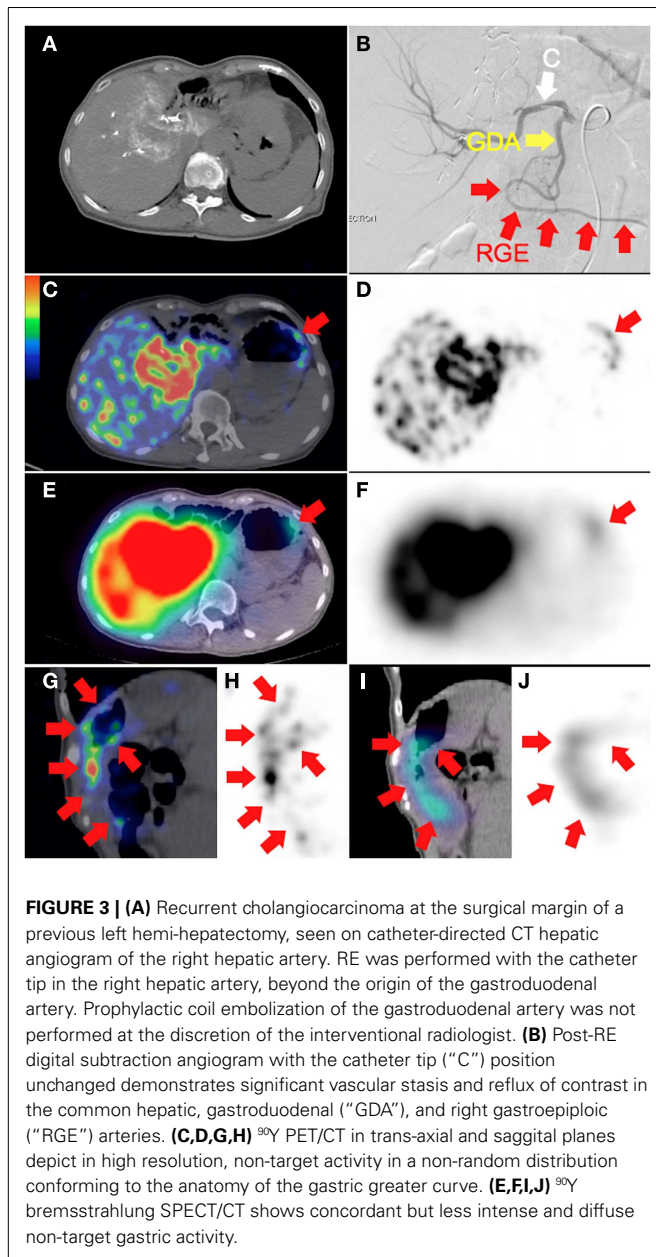 A
B
C
GDA
ECTION
RGE
C
D
E
F
G
H
I
J
FIGURE 3 | (A) Recurrent cholangiocarcinoma at the surgical margin of a
previous left hemi-hepatectomy, seen on catheter-directed CT hepatic
angiogram of the right hepatic artery. RE was performed with the catheter
tip in the right hepatic artery, beyond the origin of the gastroduodenal
artery. Prophylactic coil embolization of the gastroduodenal artery was not
performed at the discretion of the interventional radiologist. (B) Post-RE
digital subtraction angiogram with the catheter tip (“C”) position
unchanged demonstrates significant vascular stasis and reflux of contrast in
the common hepatic, gastroduodenal (“GDA”), and right gastroepiploic
(“RGE”) arteries. (C,D,G,H) ⁹⁰Y PET/CT in trans-axial and saggital planes
depict in high resolution, non-target activity in a non-random distribution
conforming to the anatomy of the gastric greater curve. (E,F,I,J) ⁹⁰Y
bremsstrahlung SPECT/CT shows concordant but less intense and diffuse
non-target gastric activity.